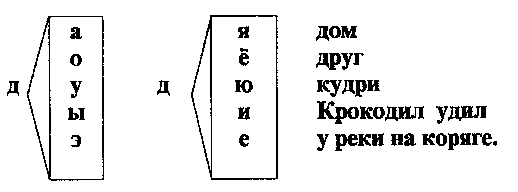 а я дом
о ё друг
д у д ю кудри
ы и Крокодил удил
э е у реки на коряге.